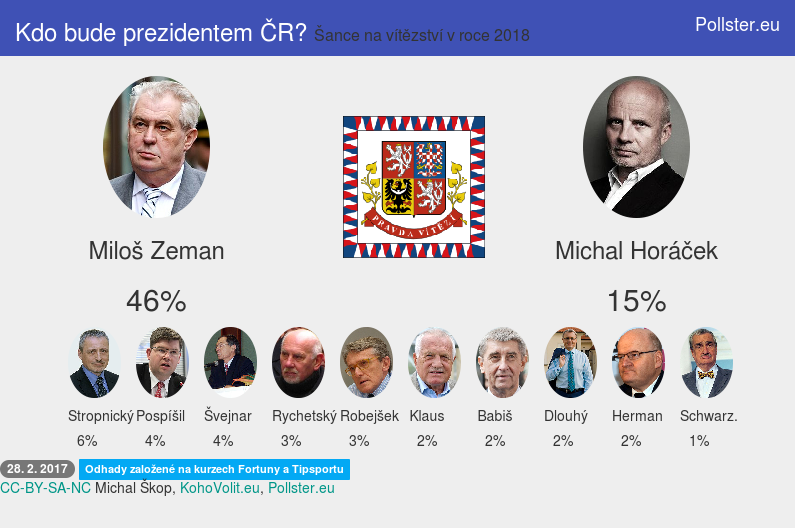 Kdo bude prezidentem ČR? Šance na vítězství v roce 2018
Pollster.eu
PRAVDA VÍTĚZÍ
Miloš Zeman
Michal Horáček
46%
15%
Stropnický Pospíšil Švejnar Rychetský Robejšek Klaus Babiš Dlouhý Herman Schwarz.
6% 4% 4% 3% 3% 2% 2% 2% 2% 1%
28. 2. 2017 Odhady založené na kurzech Fortuny a Tipsportu
CC-BY-SA-NC Michal Škop, KohoVolit.eu, Pollster.eu